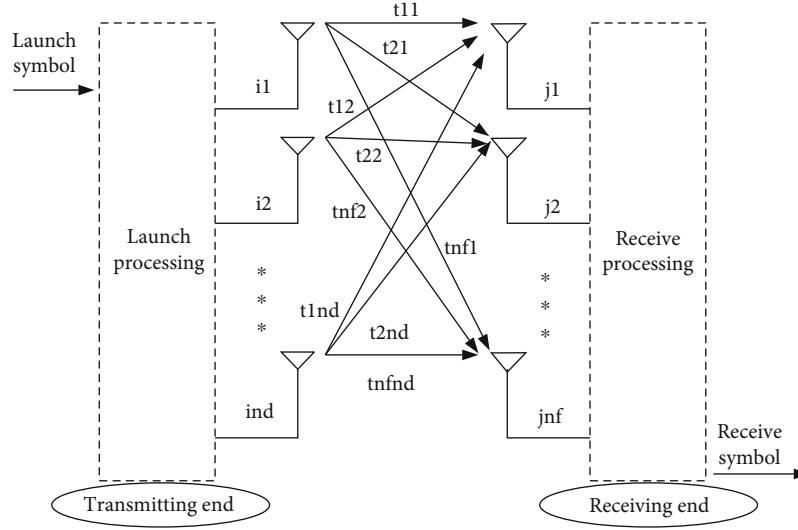 Launch
symbol
t11
t21
i1
j1
t12
t22
i2
j2
tnf2
Launch
processing
Receive
processing
tnf1
*
*
*
*
*
*
t1nd
t2nd
tnfnd
ind
jnf
Receive
symbol
Transmitting end
Receiving end